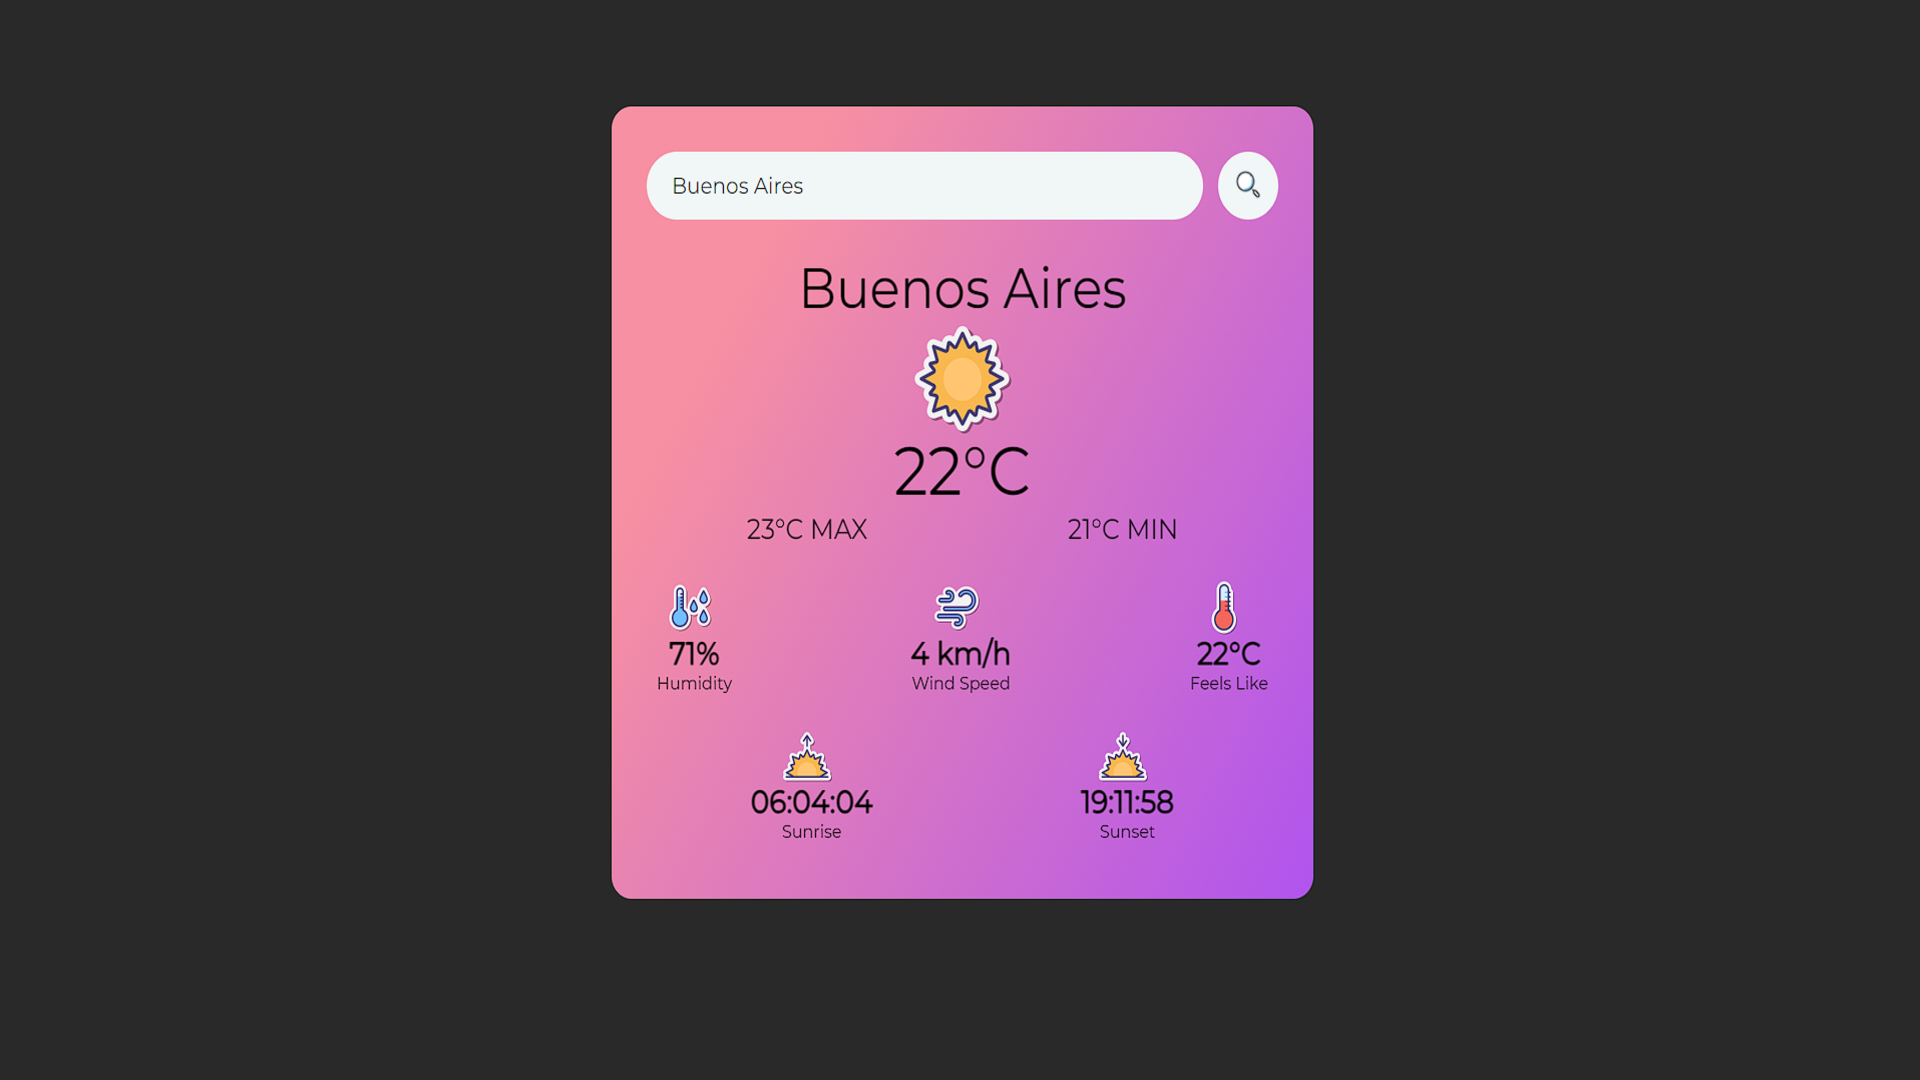 Buenos Aires
Buenos Aires
22°C
23°C MAX
21°C MIN
71%
Humidity
4 km/h
Wind Speed
22°C
Feels Like
06:04:04
Sunrise
19:11:58
Sunset